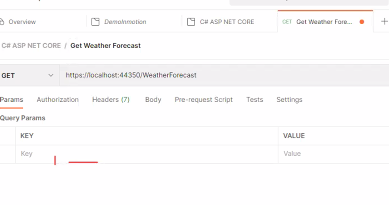 Overview DemoInmotion C# ASP NET CORE GET Get Weather Fore...
C# ASP NET CORE / Get Weather Forecast
GET https://localhost:44350/WeatherForecast
Params Authorization Headers (7) Body Pre-request Script Tests Settings
Query Params
KEY VALUE
Key Value